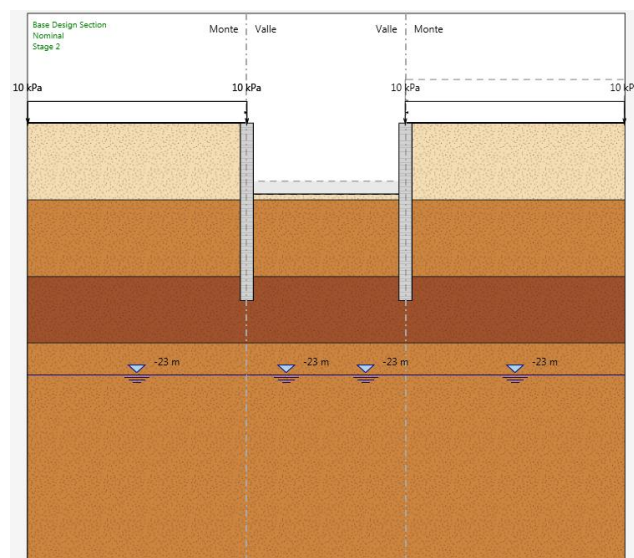 Base Design Section
Nominal
Stage 2
Monte Valle Valle Monte
10 kPa 10 kPa 10 kPa 10 kP
-23 m -23 m -23 m -23 m